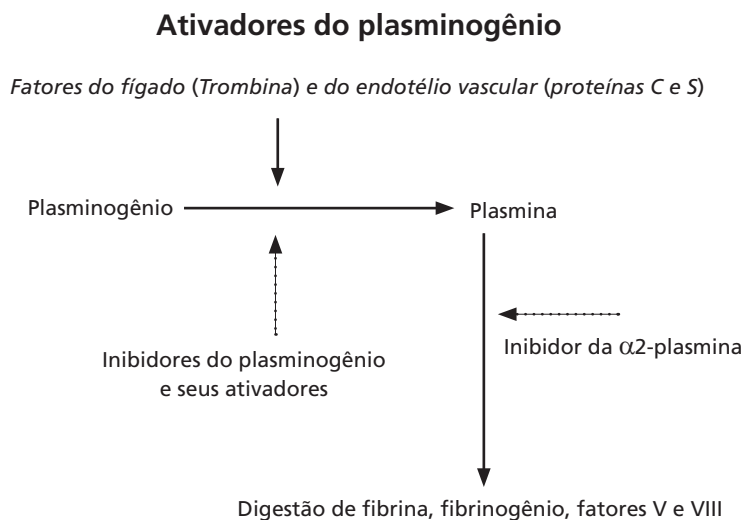 Ativadores do plasminogênio
Fatores do fígado (Trombina) e do endotélio vascular (proteínas C e S)
Plasminogênio
Plasmina
Inibidores do plasminogênio
e seus ativadores
Inibidor da α2-plasmina
Digestão de fibrina, fibrinogênio, fatores V e VIII